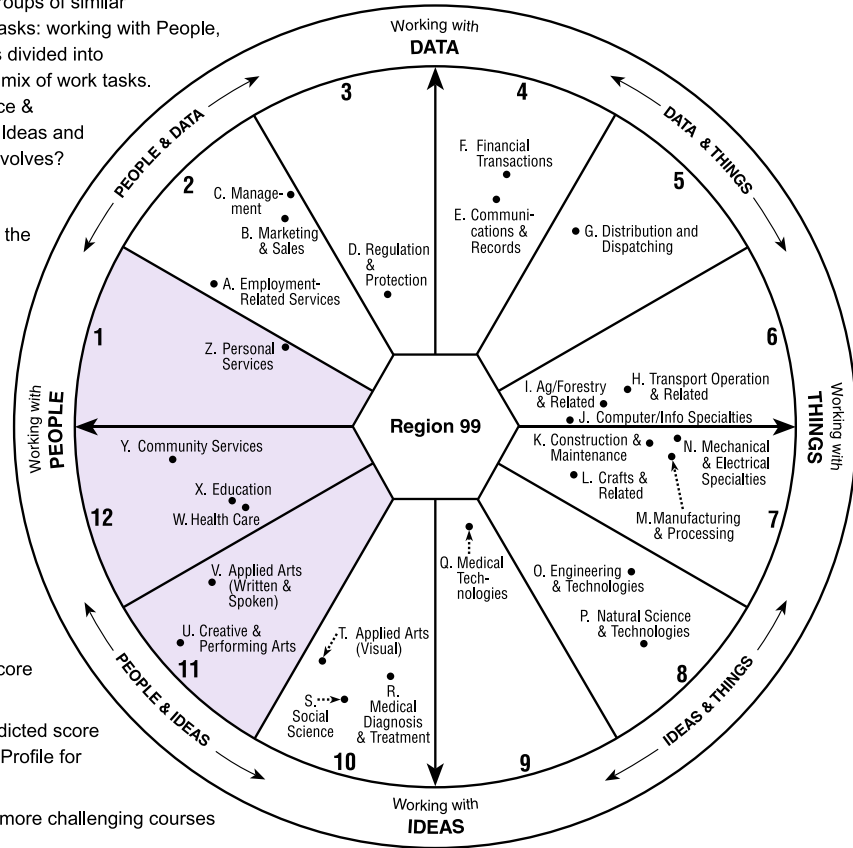 roups of similar
asks: working with People,
s divided into
mix of work tasks.
ce &
Ideas and
volves?
the
core
dicted score
Profile for
more challenging courses
Working with
DATA
PEOPLE & DATA
DATA & THINGS
3
4
2
5
1
6
12
7
11
8
10
9
C. Manage-
ment
B. Marketing
& Sales
A. Employment-
Related Services
D. Regulation
&
Protection
F. Financial
Transactions
E. Communi-
cations &
Records
G. Distribution and
Dispatching
Z. Personal
Services
I. Ag/Forestry
& Related
H. Transport Operation
& Related
J. Computer/Info Specialties
Working with
PEOPLE
Region 99
Working with
THINGS
Y. Community Services
X. Education
W. Health Care
K. Construction &
Maintenance
N. Mechanical
& Electrical
Specialties
L. Crafts &
Related
M. Manufacturing
& Processing
V. Applied Arts
(Written &
Spoken)
U. Creative &
Performing Arts
T. Applied Arts
(Visual)
S.
Social
Science
R.
Medical
Diagnosis
& Treatment
Q. Medical
Tech-
nologies
O. Engineering
& Technologies
P. Natural Science
& Technologies
PEOPLE & IDEAS
IDEAS & THINGS
Working with
IDEAS